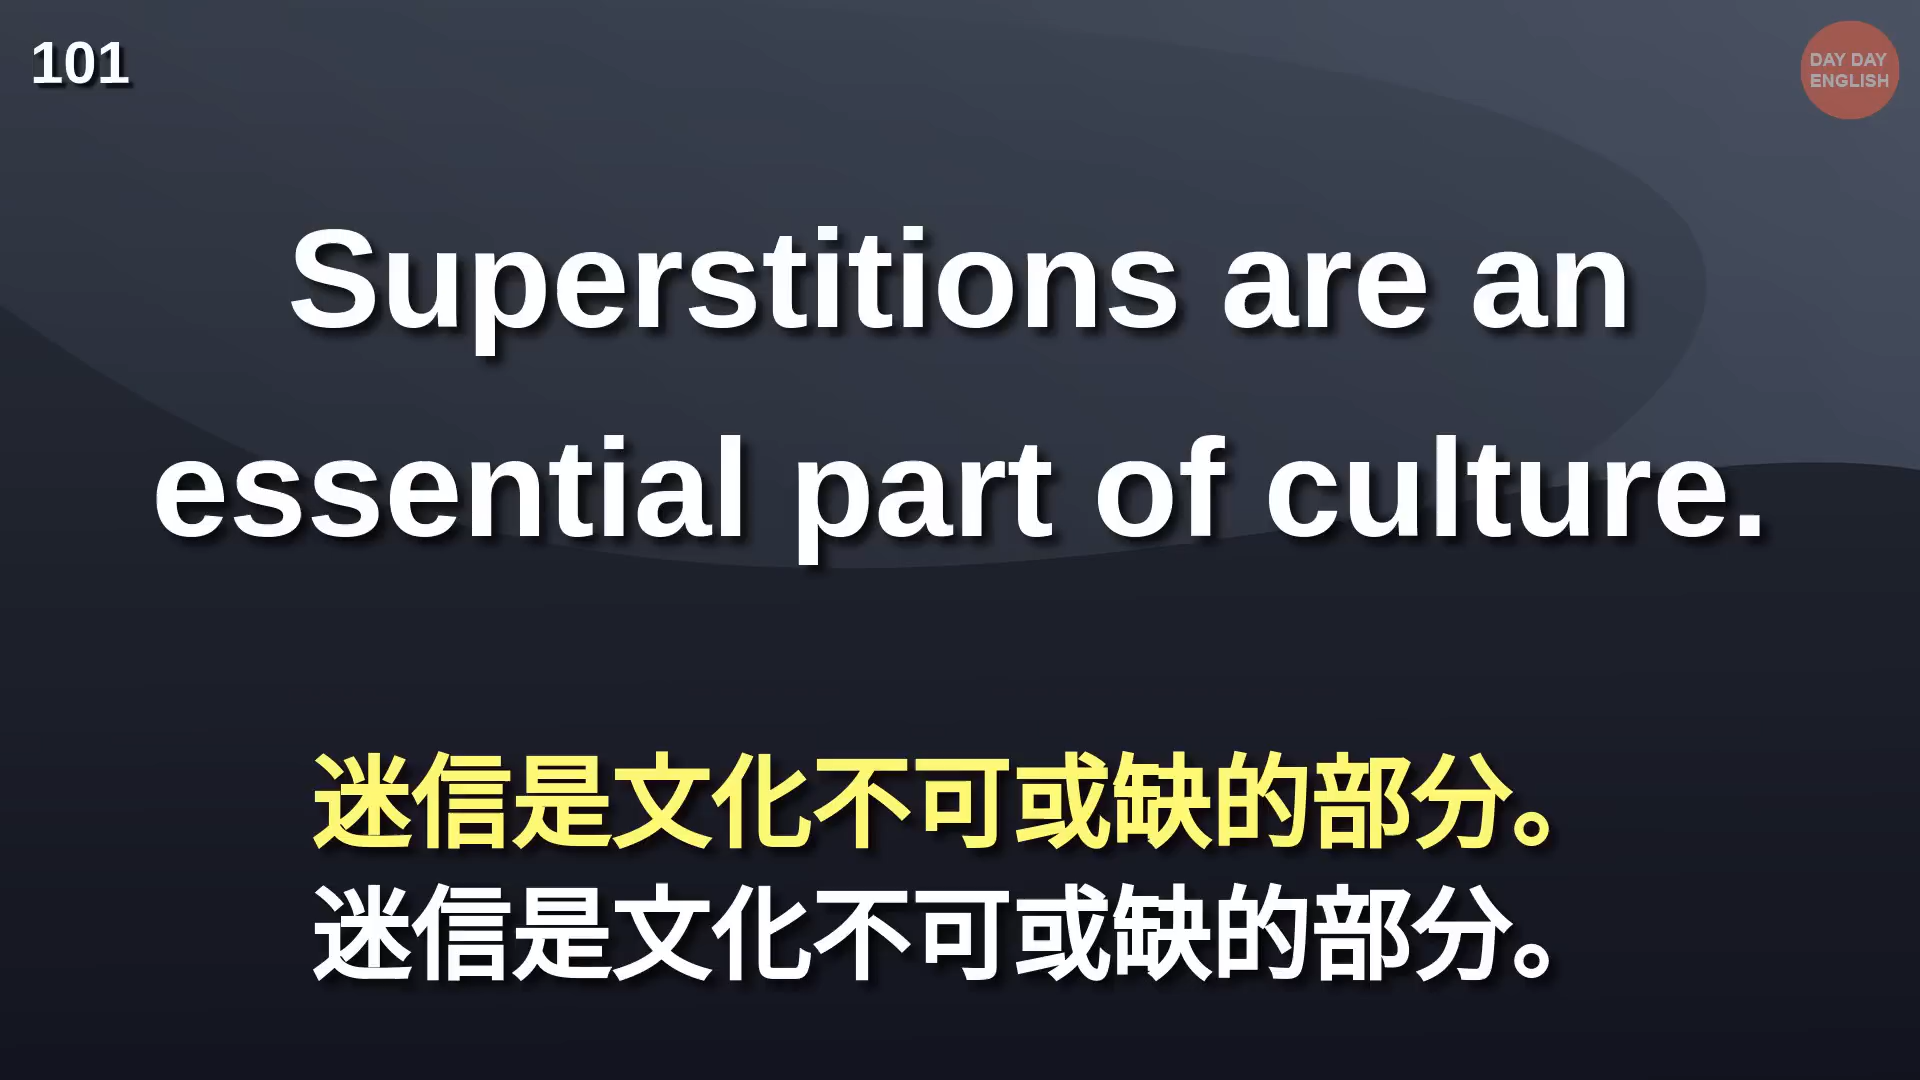 101
DAY DAY
ENGLISH
Superstitions are an
essential part of culture.
迷信是文化不可或缺的部分。
迷信是文化不可或缺的部分。